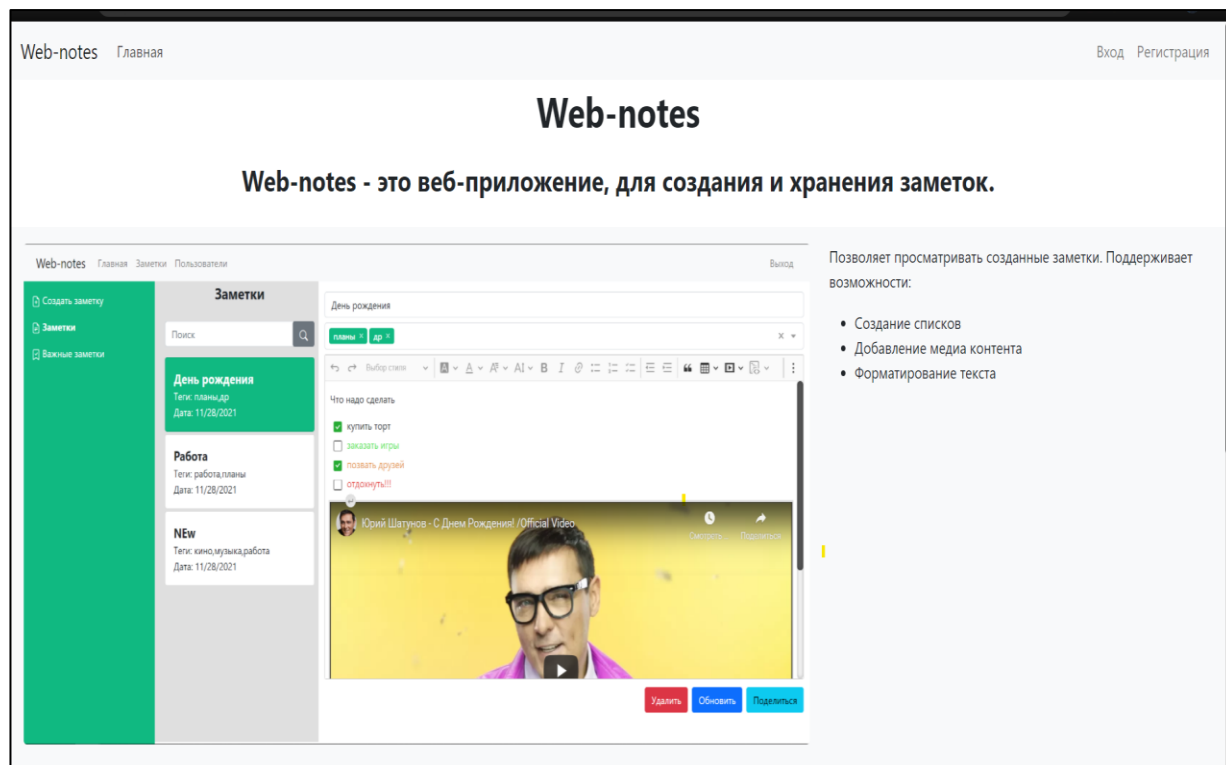 Web-notes Главная Вход Регистрация
Web-notes
Web-notes - это веб-приложение, для создания и хранения заметок.
Web-notes Главная Заметки Пользователи Выход
Создать заметку
Заметки
Важные заметки
Заметки
Поиск
День рождения
Теги: планы,др
Дата: 11/28/2021
Работа
Теги: работа,планы
Дата: 11/28/2021
NEw
Теги: кино,музыка,работа
Дата: 11/28/2021
День рождения
планы × др ×
Выбор стиля
Что надо сделать
купить торт
заказать игры
позвать друзей
отдохнуть!!!
Юрий Шатунов - С Днем Рождения! /Official Video
Смотреть Поделиться
Удалить Обновить Поделиться
Позволяет просматривать созданные заметки. Поддерживает
возможности:
• Создание списков
• Добавление медиа контента
• Форматирование текста